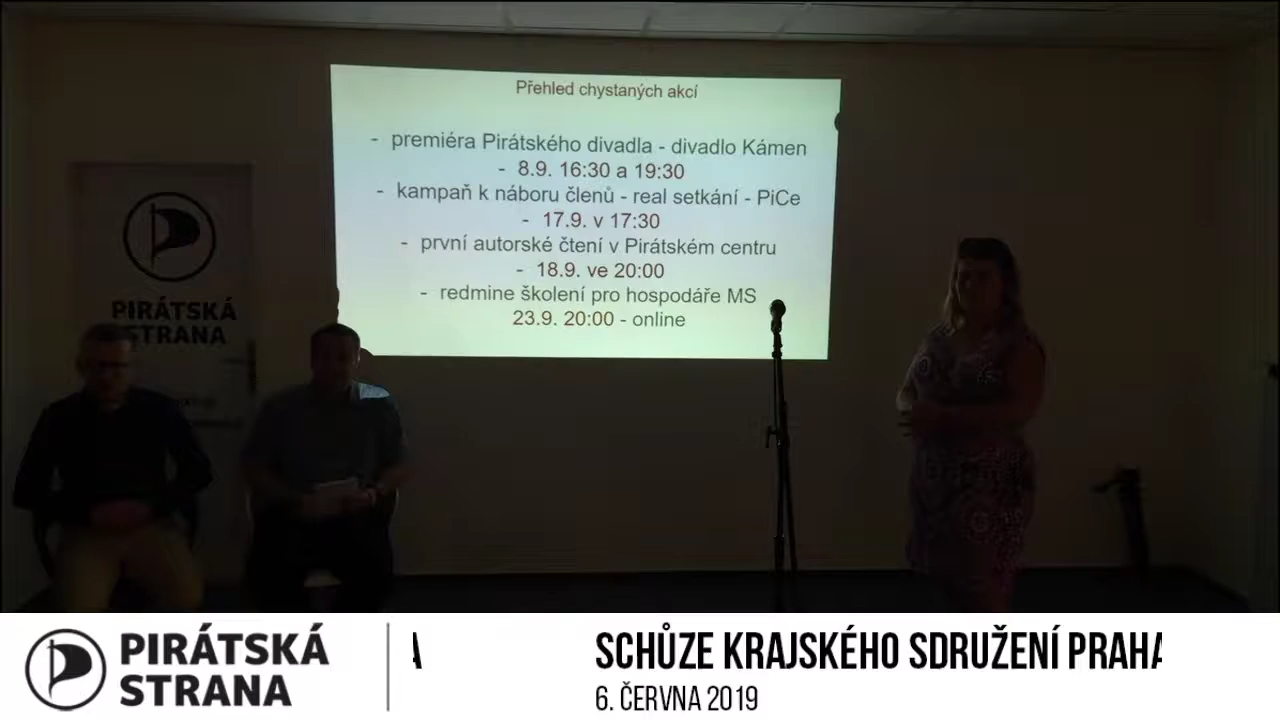 Přehled chystaných akcí
- premiéra Pirátského divadla - divadlo Kámen
- 8.9. 16:30 a 19:30
- kampaň k náboru členů - real setkání - PiCe
- 17.9. v 17:30
- první autorské čtení v Pirátském centru
- 18.9. ve 20:00
- redmine školení pro hospodáře MS
23.9. 20:00 - online
PIRÁTSKÁ
STRANA
PIRÁTSKÁ
STRANA
A SCHŮZE KRAJSKÉHO SDRUŽENÍ PRAHA
6. ČERVNA 2019